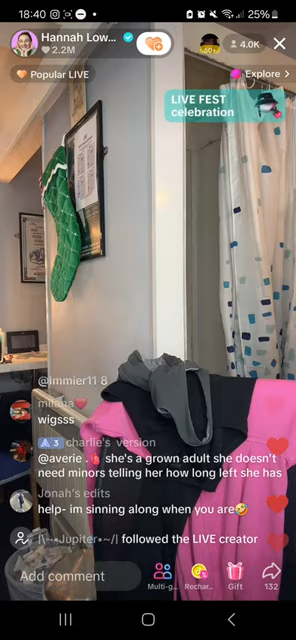 18:40
25%
Hannah Low...
2.2M
60+
4.0K
Popular LIVE
Explore >
LIVE FEST
celebration
@Immier11 8
milana
wigsss
3 charlie's version
@averie . she's a grown adult she doesn't
need minors telling her how long left she has
Jonah's edits
help- im sinning along when you are
/|\~•Jupiter•~/| followed the LIVE creator
Add comment
Multi-g...
Rechar...
Gift
132